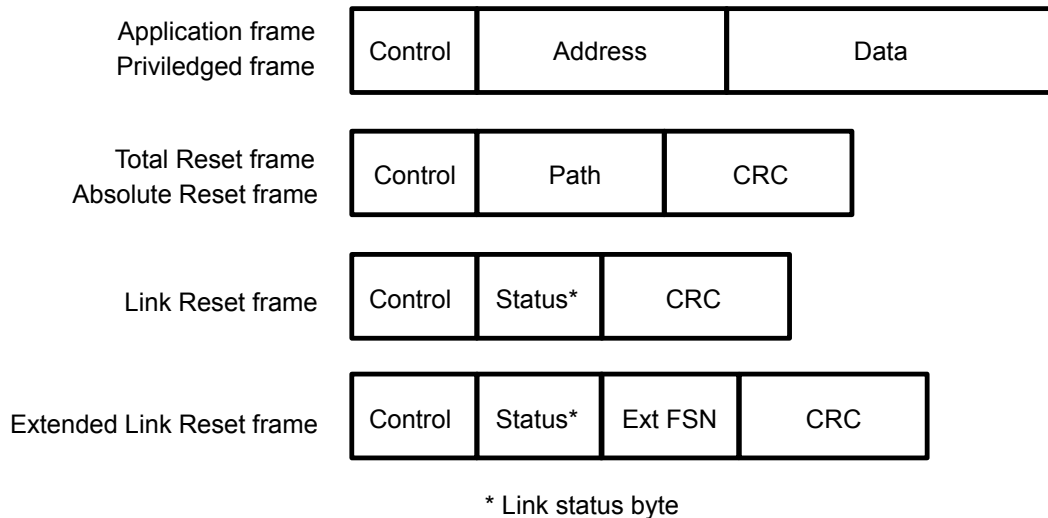 Application frame
Priviledged frame
Control Address Data
Total Reset frame
Absolute Reset frame
Control Path CRC
Link Reset frame
Control Status* CRC
Extended Link Reset frame
Control Status* Ext FSN CRC
* Link status byte